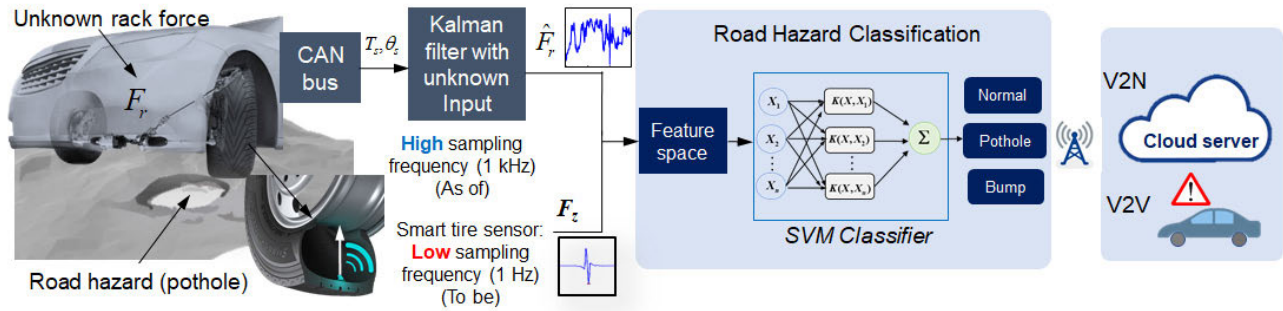 Unknown rack force
F_r
Road hazard (pothole)
CAN
bus
T_s, θ_s
Kalman
filter with
unknown
Input
F̂_r
High sampling
frequency (1 kHz)
(As of)
F_z
Smart tire sensor:
Low sampling
frequency (1 Hz)
(To be)
Road Hazard Classification
Feature
space
X_1
X_2
⋮
X_n
K(X,X_1)
K(X,X_2)
⋮
K(X,X_n)
Σ
SVM Classifier
Normal
Pothole
Bump
V2N
Cloud server
!
V2V